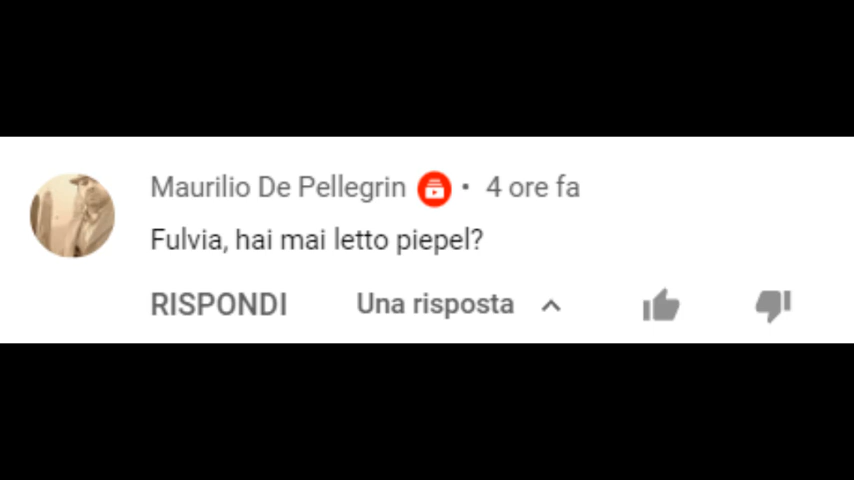 Maurilio De Pellegrin • 4 ore fa
Fulvia, hai mai letto piepel?
RISPONDI Una risposta